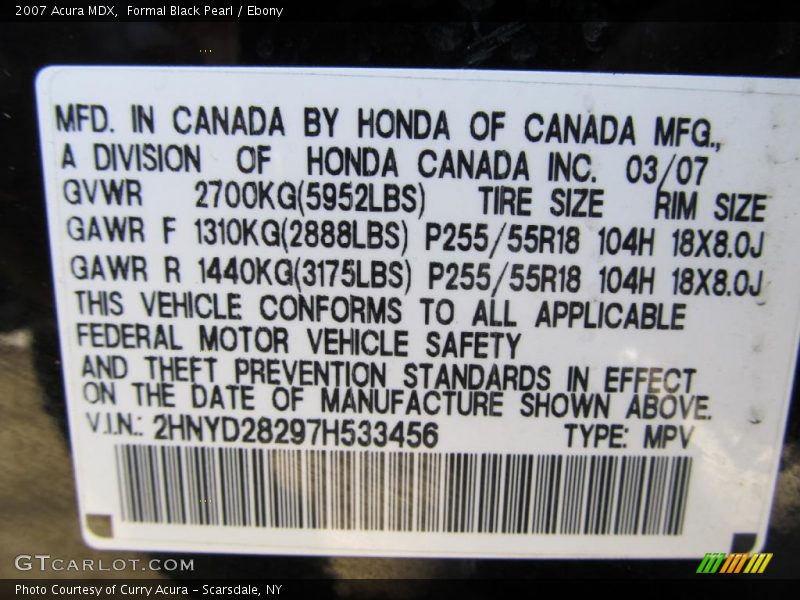 2007 Acura MDX,  Formal Black Pearl / Ebony
MFD. IN CANADA BY HONDA OF CANADA MFG.,
A DIVISION OF HONDA CANADA INC. 03/07
GVWR 2700KG(5952LBS) TIRE SIZE RIM SIZE
GAWR F 1310KG(2888LBS) P255/55R18 104H 18X8.0J
GAWR R 1440KG(3175LBS) P255/55R18 104H 18X8.0J
THIS VEHICLE CONFORMS TO ALL APPLICABLE
FEDERAL MOTOR VEHICLE SAFETY
AND THEFT PREVENTION STANDARDS IN EFFECT
ON THE DATE OF MANUFACTURE SHOWN ABOVE.
V.I.N.: 2HNYD28297H533456 TYPE: MPV
GTCARLOT.COM
Photo Courtesy of Curry Acura – Scarsdale, NY